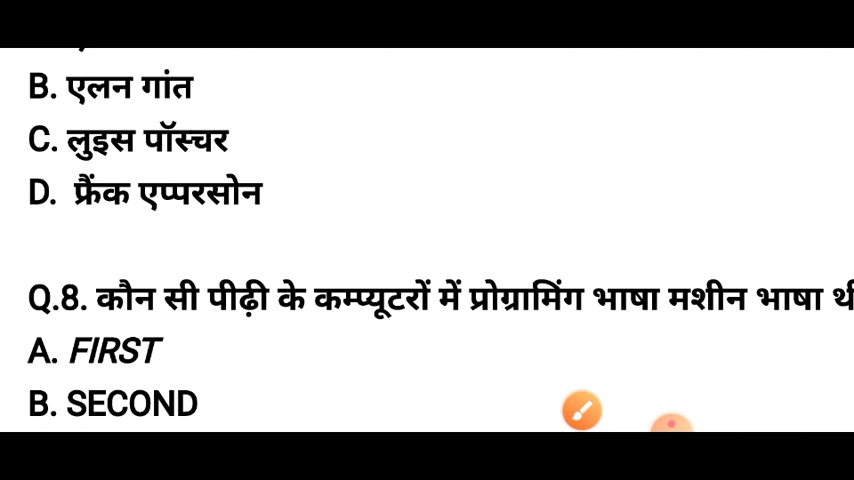 B. एलन गांत
C. लुइस पॉस्चर
D. फ्रैंक एप्परसोन
Q.8. कौन सी पीढ़ी के कम्प्यूटरों में प्रोग्रामिंग भाषा मशीन भाषा थी
A. FIRST
B. SECOND